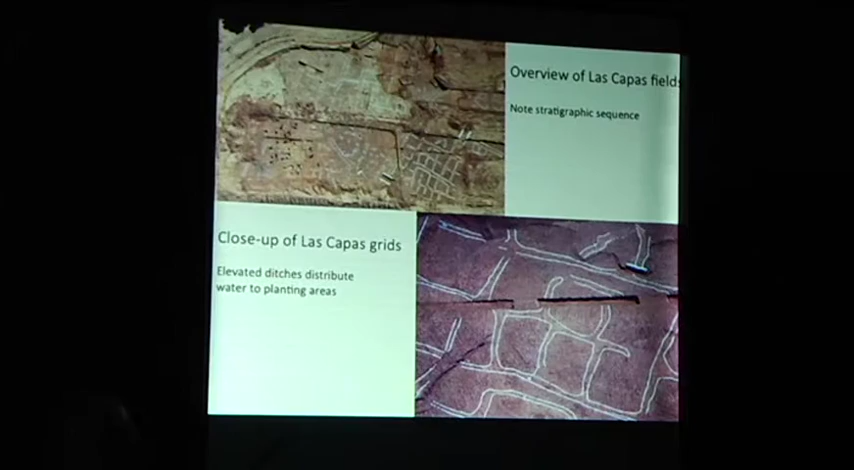 Overview of Las Capas fields
Note stratigraphic sequence
Close-up of Las Capas grids
Elevated ditches distribute
water to planting areas